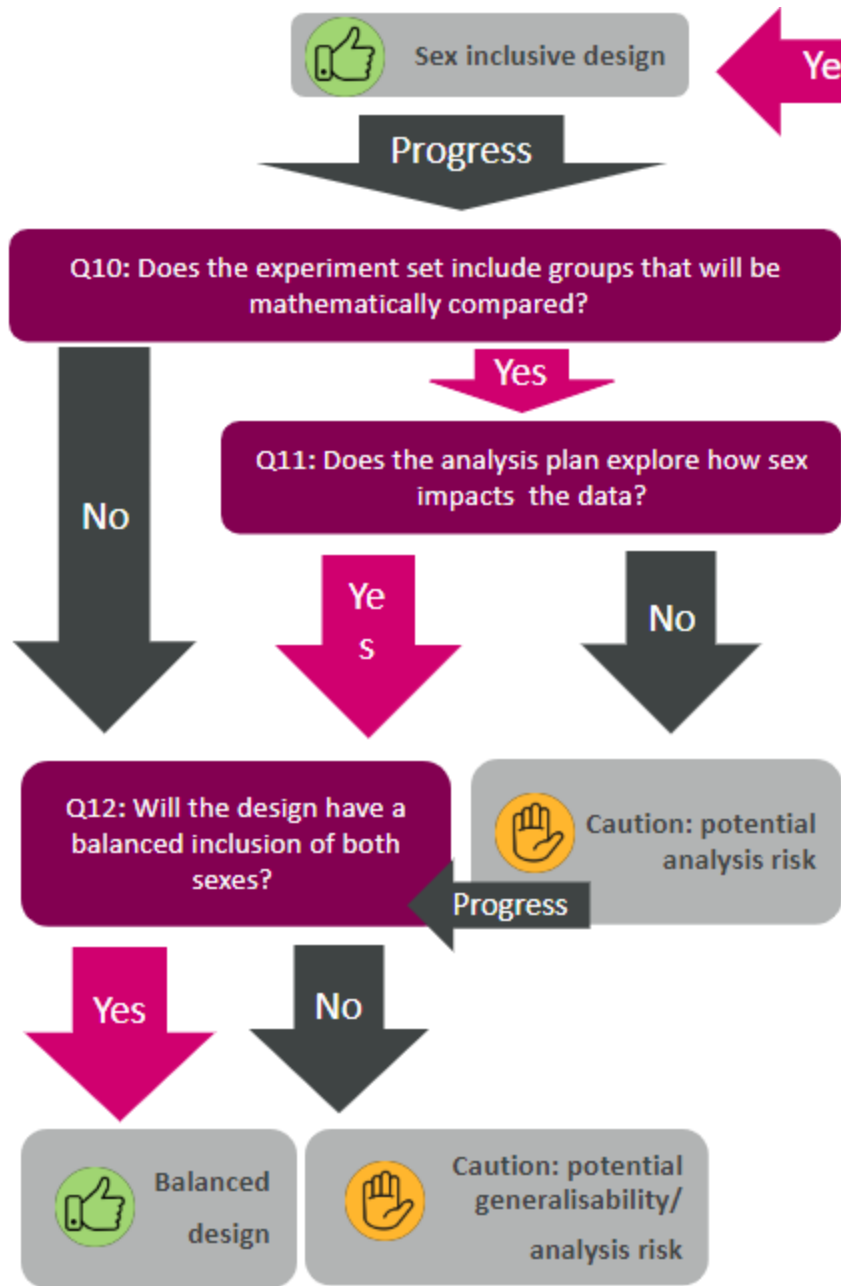 Sex inclusive design
Ye
Progress
Q10: Does the experiment set include groups that will be
mathematically compared?
No
Yes
Q11: Does the analysis plan explore how sex
impacts the data?
Ye
s
No
Q12: Will the design have a
balanced inclusion of both
sexes?
Caution: potential
analysis risk
Progress
Yes
No
Balanced
design
Caution: potential
generalisability/
analysis risk